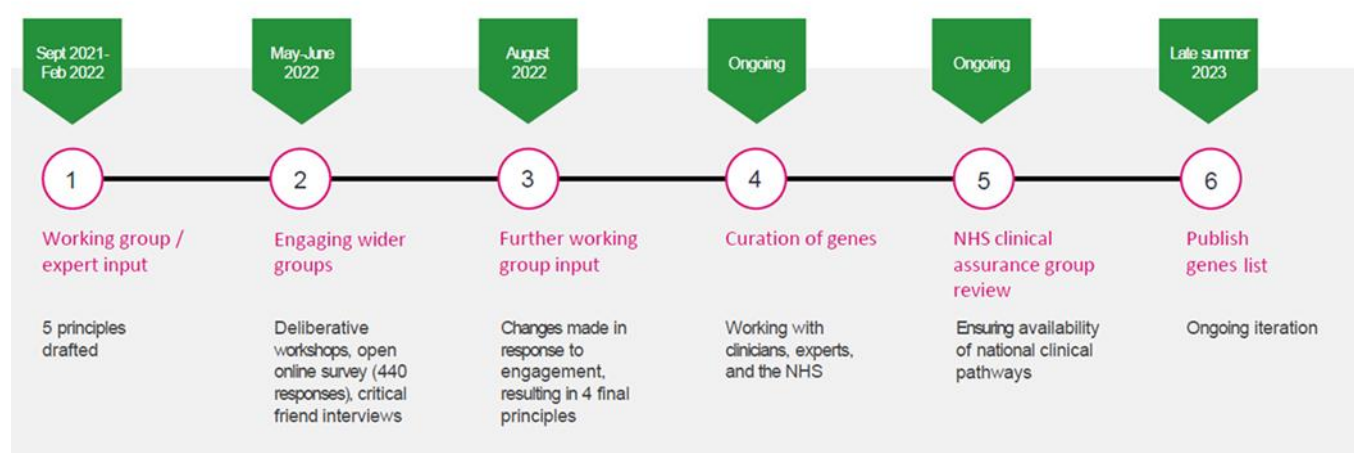 Sept 2021-
Feb 2022
May-June
2022
August
2022
Ongoing
Ongoing
Late summer
2023
1
2
3
4
5
6
Working group /
expert input
Engaging wider
groups
Further working
group input
Curation of genes
NHS clinical
assurance group
review
Publish
genes list
5 principles
drafted
Deliberative
workshops, open
online survey (440
responses), critical
friend interviews
Changes made in
response to
engagement,
resulting in 4 final
principles
Working with
clinicians, experts,
and the NHS
Ensuring availability
of national clinical
pathways
Ongoing iteration